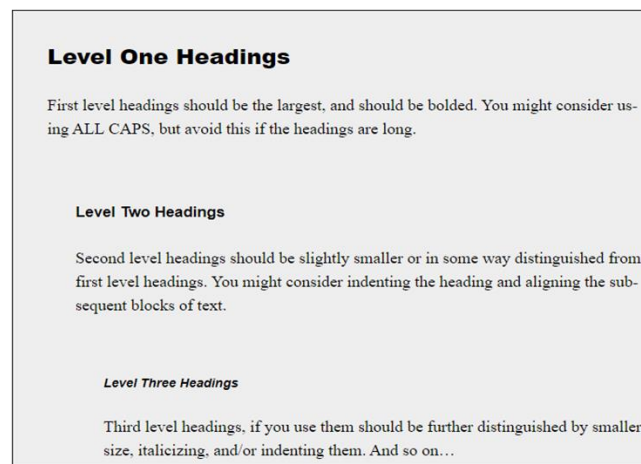 Level One Headings
First level headings should be the largest, and should be bolded. You might consider us-
ing ALL CAPS, but avoid this if the headings are long.
Level Two Headings
Second level headings should be slightly smaller or in some way distinguished from
first level headings. You might consider indenting the heading and aligning the sub-
sequent blocks of text.
Level Three Headings
Third level headings, if you use them should be further distinguished by smaller
size, italicizing, and/or indenting them. And so on…